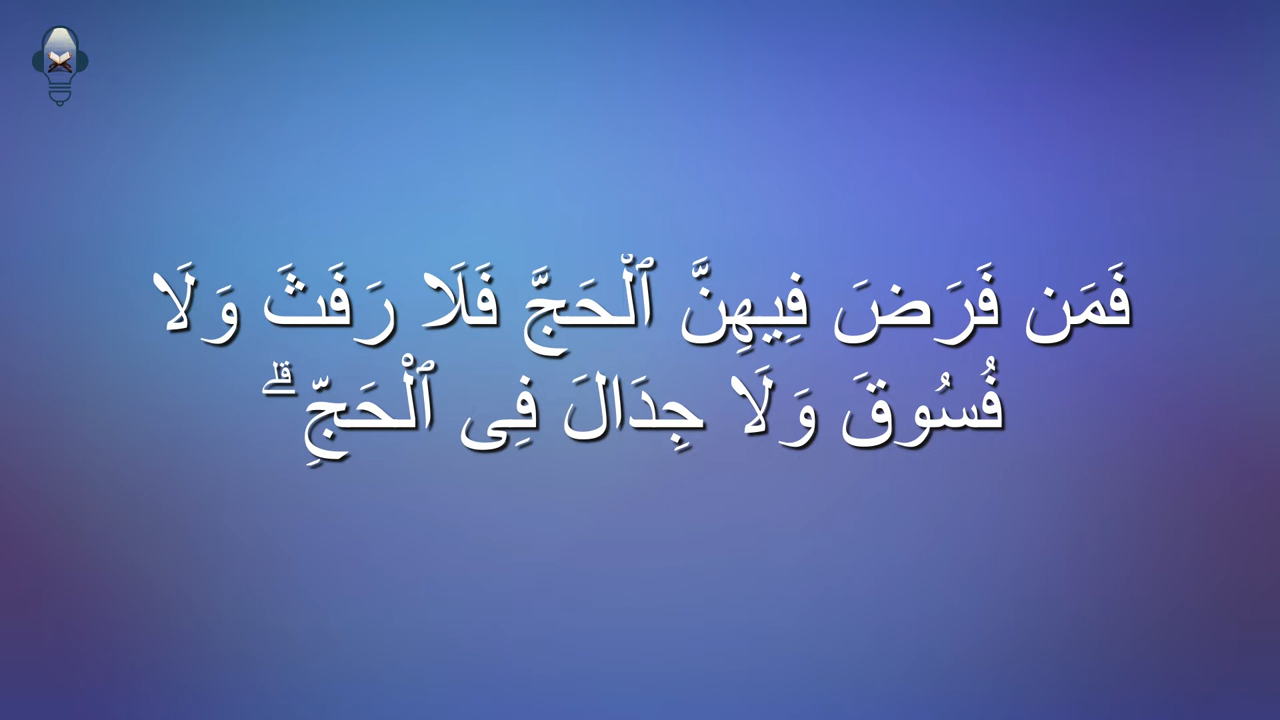 فَمَن فَرَضَ فِيهِنَّ ٱلْحَجَّ فَلَا رَفَثَ وَلَا
فُسُوقَ وَلَا جِدَالَ فِى ٱلْحَجِّ ۗ